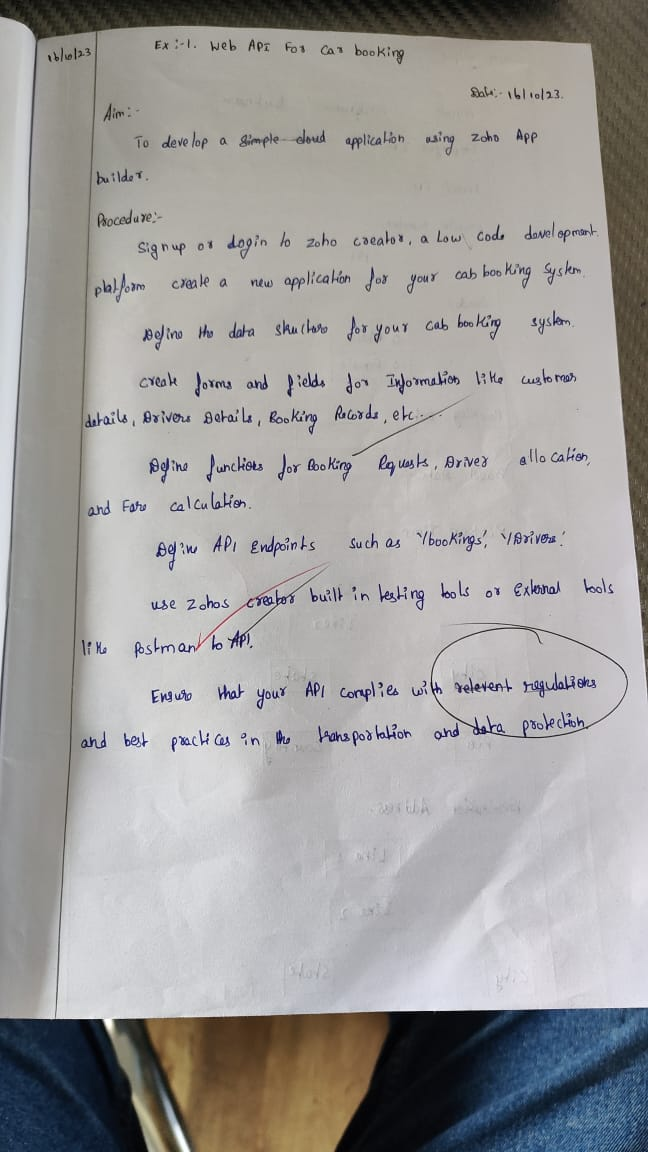 16/10/23
Ex :-1. Web API For Car booking
Date:- 16/10/23.
Aim:-
To develop a simple cloud application using Zoho App
builder.
Procedure:-
Signup or Login to Zoho creator, a Low code development
platform create a new application for your cab booking system.
Define the data structure for your cab booking system.
create forms and fields for Information like customer
details, Drivers Details, Booking Records, etc...
Define functions for Booking Requests, Driver allocation,
and Fare calculation.
Define API Endpoints such as '/bookings', '/Drivers'.
use Zohos creator built in testing tools or External tools
like Postman to API.
Ensure that your API complies with relevent regulations
and best practices in the transportation and data protection.